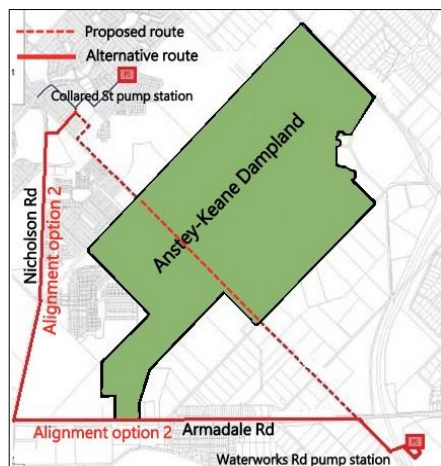 Proposed route
Alternative route
Collared St pump station
Anstey-Keane Dampland
Nicholson Rd
Alignment option 2
Alignment option 2
Armadale Rd
Waterworks Rd pump station